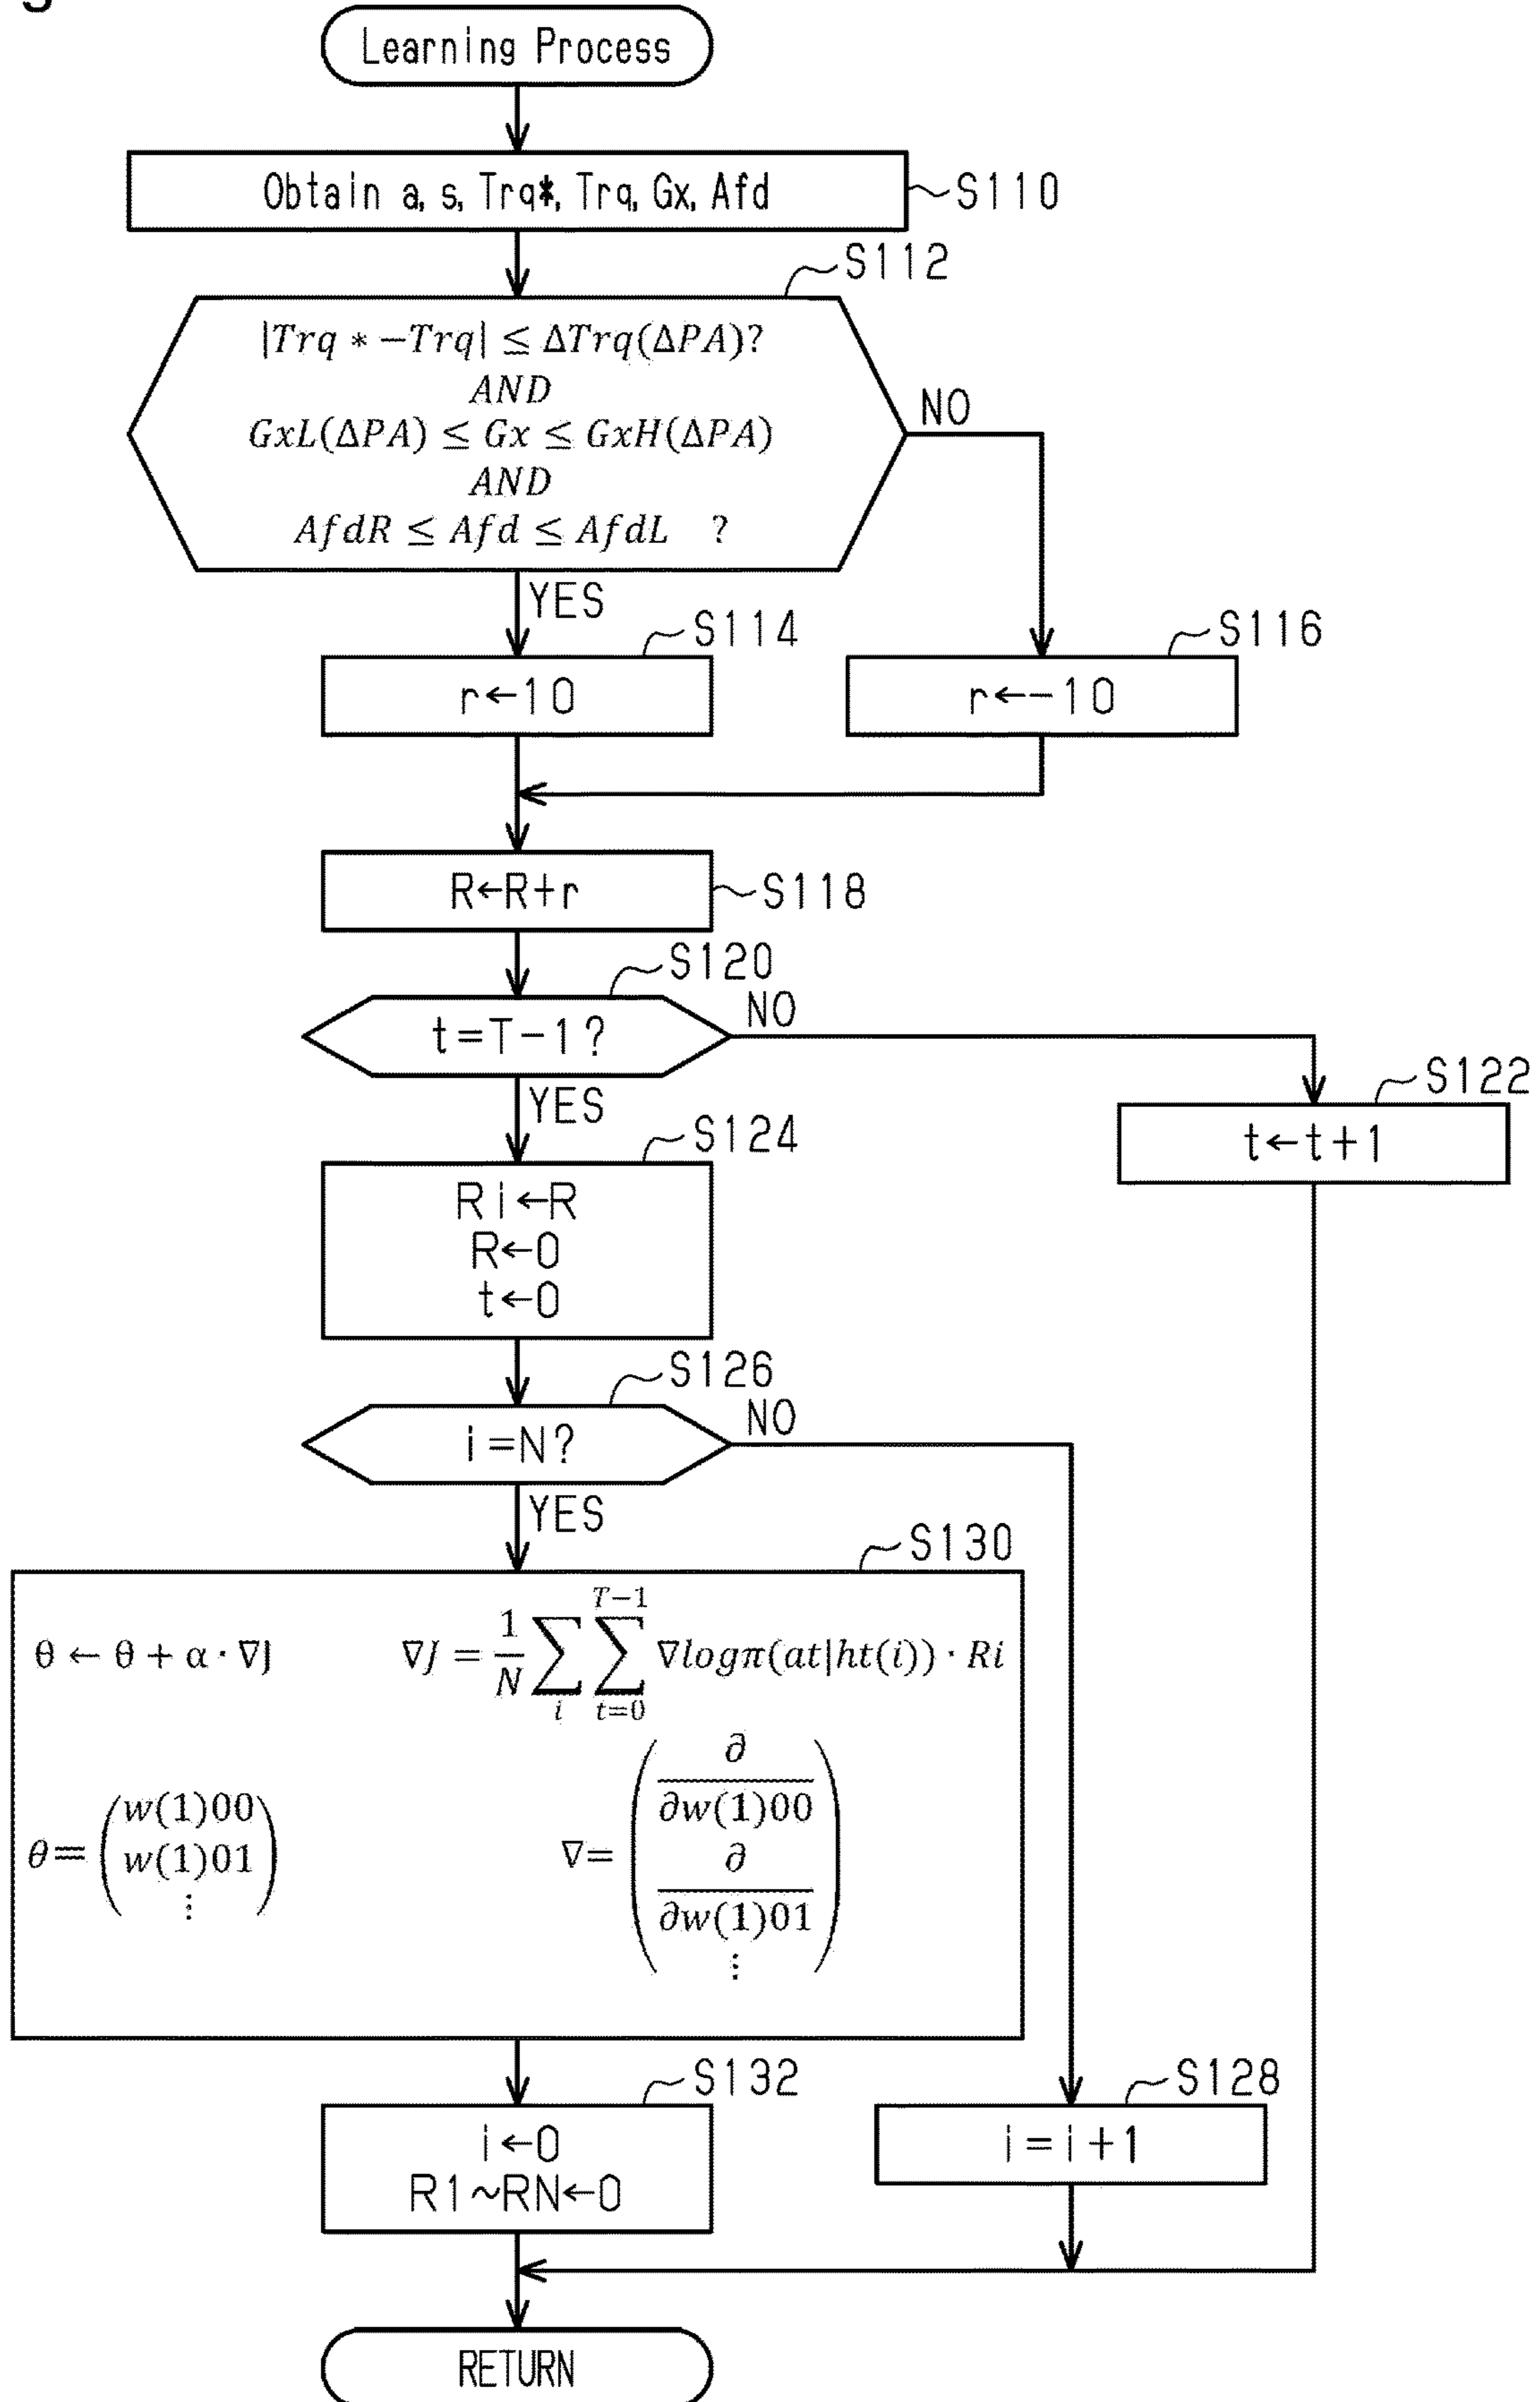 Learning Process
Obtain a, s, Trq*, Trq, Gx, Afd
S110
S112
|Trq * −Trq| ≤ ΔTrq(ΔPA)?
AND
GxL(ΔPA) ≤ Gx ≤ GxH(ΔPA)
AND
AfdR ≤ Afd ≤ AfdL ?
NO
YES
S114
S116
r←10
r←−10
R←R+r
S118
S120
t=T−1?
NO
YES
S122
t←t+1
S124
Ri←R
R←0
t←0
S126
i=N?
NO
YES
S130
θ ← θ + α · ∇J
∇J = 1/N ∑i ∑t=0 T−1 ∇logπ(at|ht(i)) · Ri
θ = (w(1)00
w(1)01
⋮)
∇= (∂/∂w(1)00
∂/∂w(1)01
⋮)
S132
S128
i←0
R1~RN←0
i=i+1
RETURN